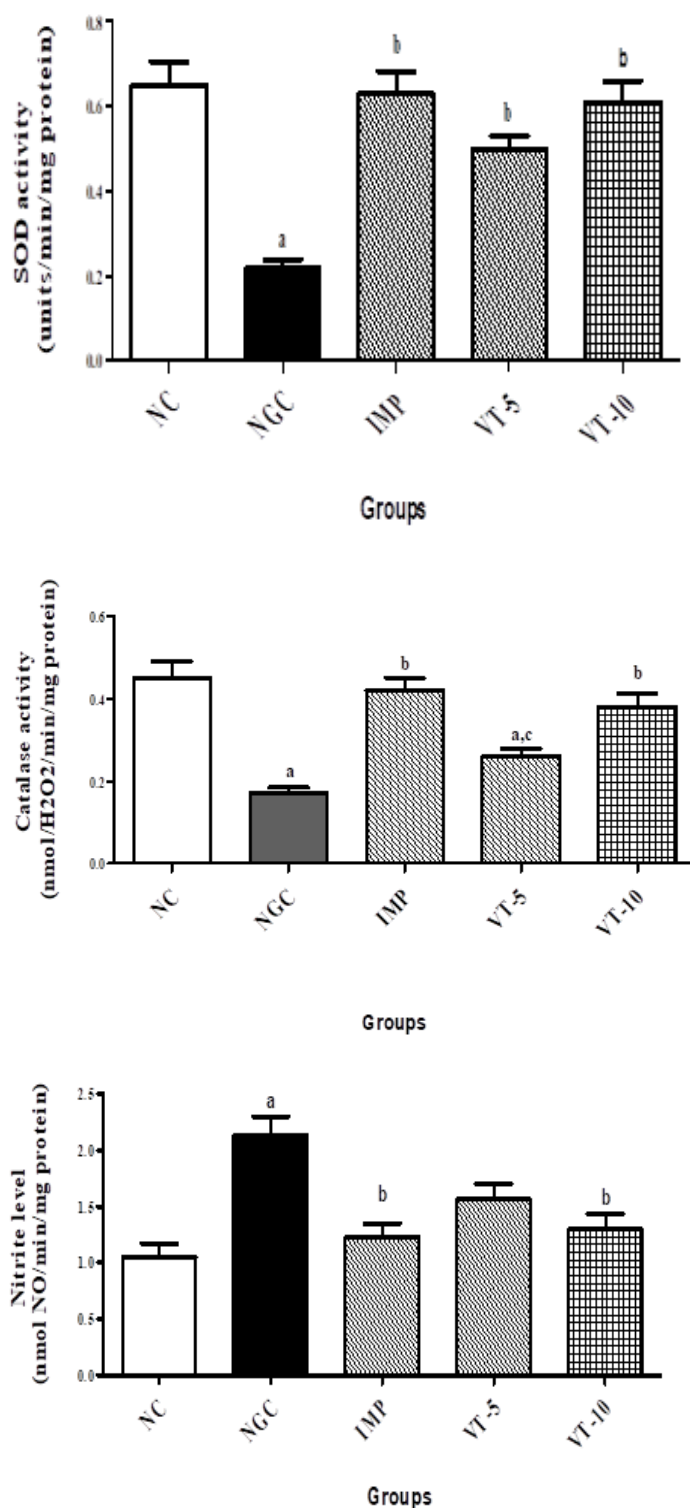 SOD activity
(units/min/mg protein)
0.8
0.6
0.4
0.2
0.0
a
b
b
b
NC
NGC
IMP
VT-5
VT-10
Groups
Catalase activity
(nmol/H2O2/min/mg protein)
0.6
0.4
0.2
0.0
a
b
a,c
b
NC
NGC
IMP
VT-5
VT-10
Groups
Nitrite level
(nmol NO/min/mg protein)
2.5
2.0
1.5
1.0
0.5
0.0
a
b
b
NC
NGC
IMP
VT-5
VT-10
Groups